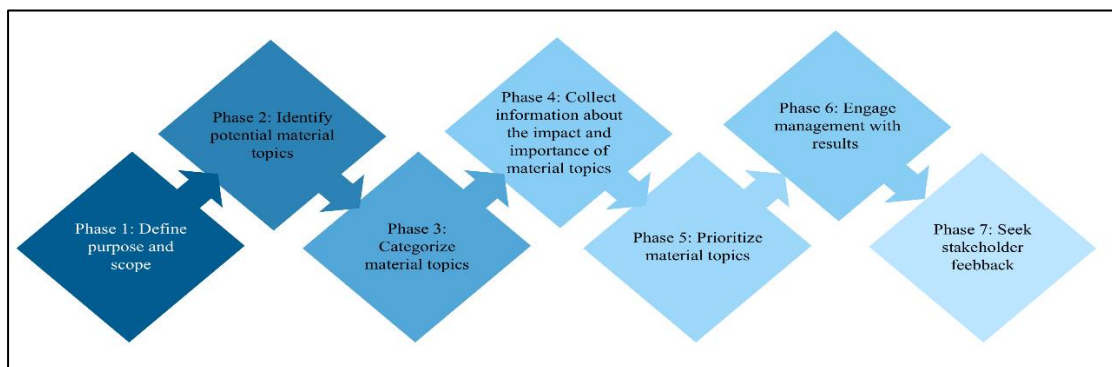 Phase 1: Define
purpose and
scope
Phase 2: Identify
potential material
topics
Phase 3:
Categorize
material topics
Phase 4: Collect
information about
the impact and
importance of
material topics
Phase 5: Prioritize
material topics
Phase 6: Engage
management with
results
Phase 7: Seek
stakeholder
feebback